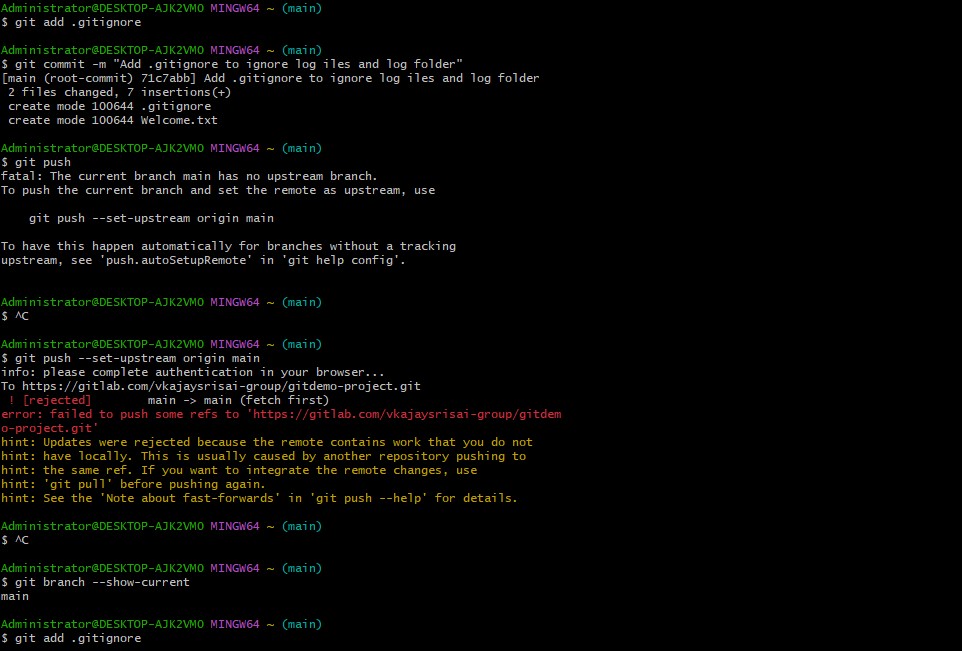 Administrator@DESKTOP-AJK2VMO MINGW64 ~ (main)
$ git add .gitignore
Administrator@DESKTOP-AJK2VMO MINGW64 ~ (main)
$ git commit -m "Add .gitignore to ignore log iles and log folder"
[main (root-commit) 71c7abb] Add .gitignore to ignore log iles and log folder
 2 files changed, 7 insertions(+)
 create mode 100644 .gitignore
 create mode 100644 Welcome.txt
Administrator@DESKTOP-AJK2VMO MINGW64 ~ (main)
$ git push
fatal: The current branch main has no upstream branch.
To push the current branch and set the remote as upstream, use
    git push --set-upstream origin main
To have this happen automatically for branches without a tracking
upstream, see 'push.autoSetupRemote' in 'git help config'.
Administrator@DESKTOP-AJK2VMO MINGW64 ~ (main)
$ ^C
Administrator@DESKTOP-AJK2VMO MINGW64 ~ (main)
$ git push --set-upstream origin main
info: please complete authentication in your browser...
To https://gitlab.com/vkajaysrisai-group/gitdemo-project.git
 ! [rejected]        main -> main (fetch first)
error: failed to push some refs to 'https://gitlab.com/vkajaysrisai-group/gitdem
o-project.git'
hint: Updates were rejected because the remote contains work that you do not
hint: have locally. This is usually caused by another repository pushing to
hint: the same ref. If you want to integrate the remote changes, use
hint: 'git pull' before pushing again.
hint: See the 'Note about fast-forwards' in 'git push --help' for details.
Administrator@DESKTOP-AJK2VMO MINGW64 ~ (main)
$ ^C
Administrator@DESKTOP-AJK2VMO MINGW64 ~ (main)
$ git branch --show-current
main
Administrator@DESKTOP-AJK2VMO MINGW64 ~ (main)
$ git add .gitignore